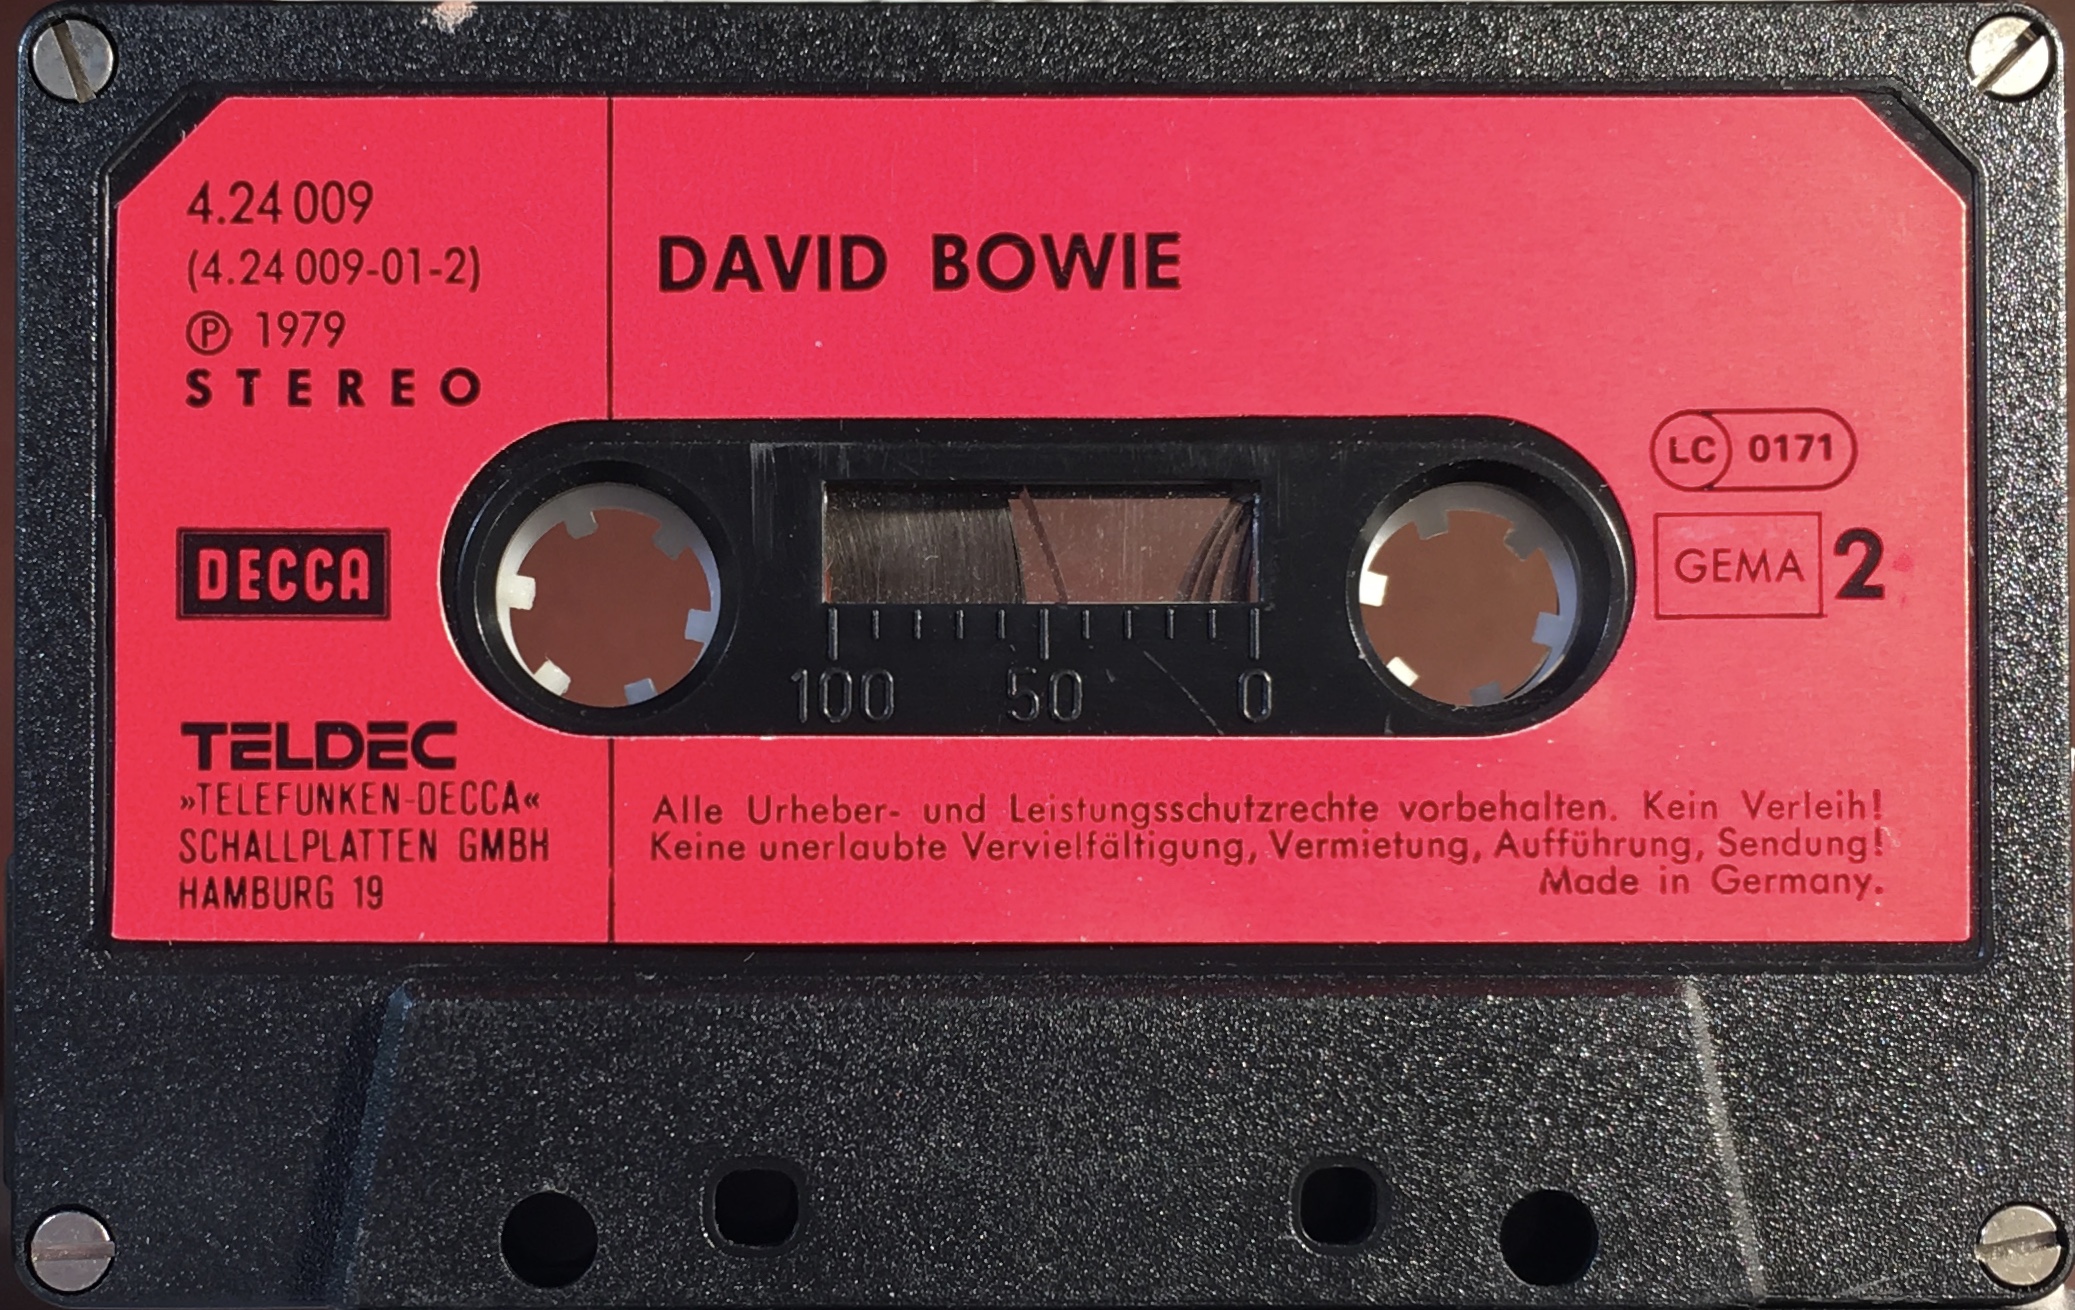 4.24 009
(4.24 009-01-2)
Ⓟ 1979
STEREO
DAVID BOWIE
LC 0171
GEMA 2
DECCA
100 50 0
TELDEC
»TELEFUNKEN-DECCA«
SCHALLPLATTEN GMBH
HAMBURG 19
Alle Urheber- und Leistungsschutzrechte vorbehalten. Kein Verleih!
Keine unerlaubte Vervielfältigung, Vermietung, Aufführung, Sendung!
Made in Germany.